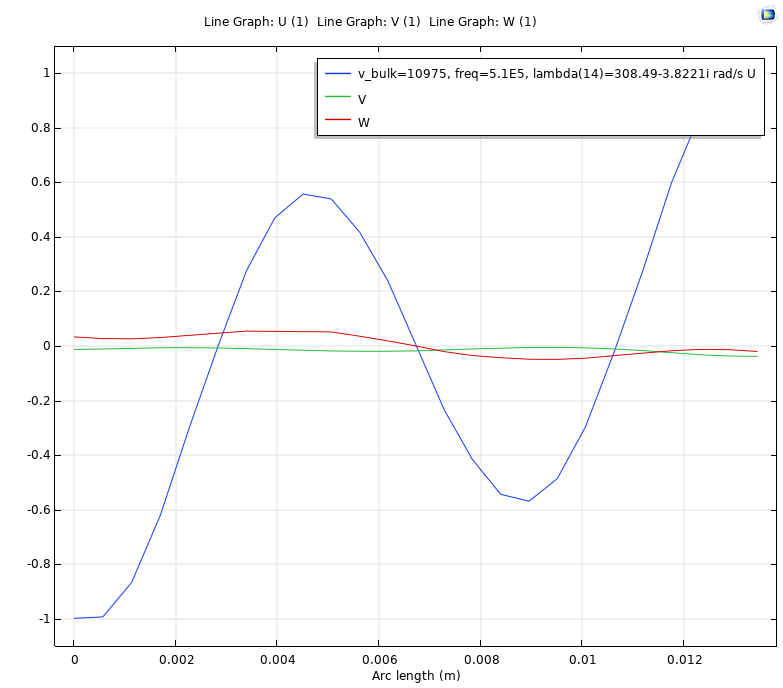 Line Graph: U (1)  Line Graph: V (1)  Line Graph: W (1)
v_bulk=10975, freq=5.1E5, lambda(14)=308.49-3.8221i rad/s U
V
W
1
0.8
0.6
0.4
0.2
0
-0.2
-0.4
-0.6
-0.8
-1
0 0.002 0.004 0.006 0.008 0.01 0.012
Arc length (m)